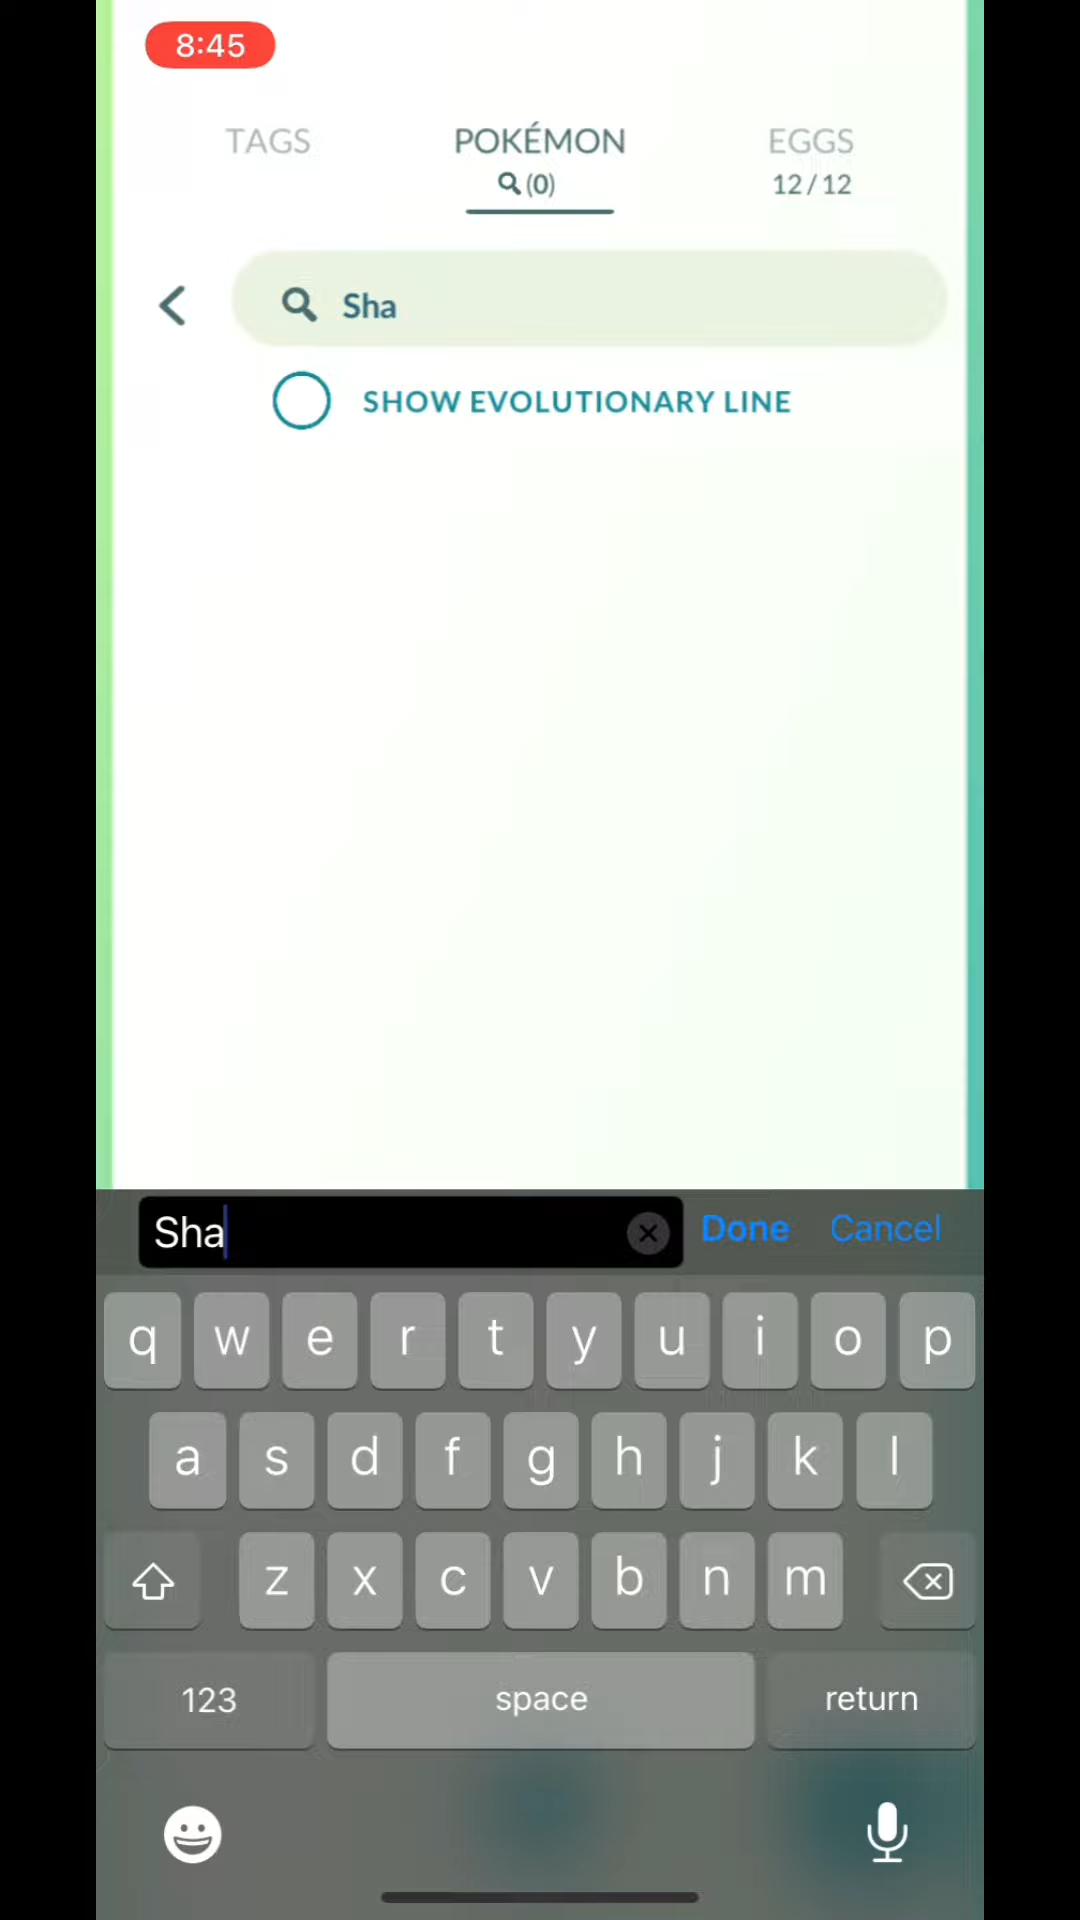 8:45
TAGS POKÉMON EGGS
(0) 12/12
Sha
SHOW EVOLUTIONARY LINE
Sha Done Cancel
q w e r t y u i o p
a s d f g h j k l
z x c v b n m
123 space return